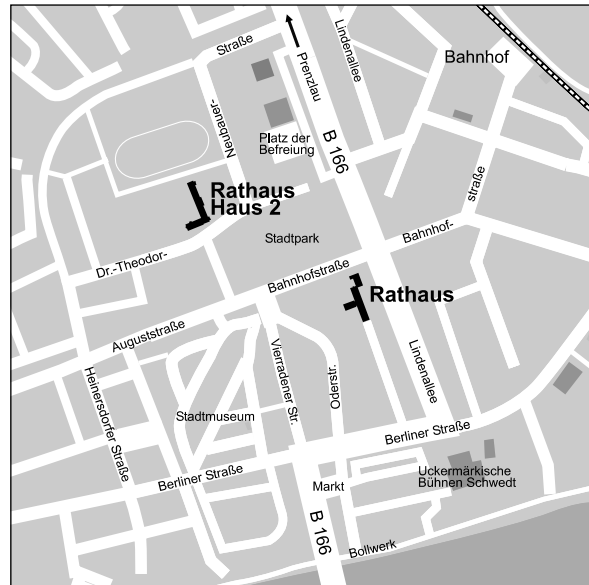 Straße
Prenzlau
Lindenallee
Bahnhof
Neubauer-
Platz der
Befreiung
B 166
Rathaus
Haus 2
straße
Stadtpark
Bahnhof-
Dr.-Theodor-
Bahnhofstraße
Rathaus
Auguststraße
Vierradener Str.
Oderstr.
Lindenallee
Heinersdorfer Straße
Stadtmuseum
Berliner Straße
Berliner Straße
Uckermärkische
Bühnen Schwedt
Markt
B 166
Bollwerk